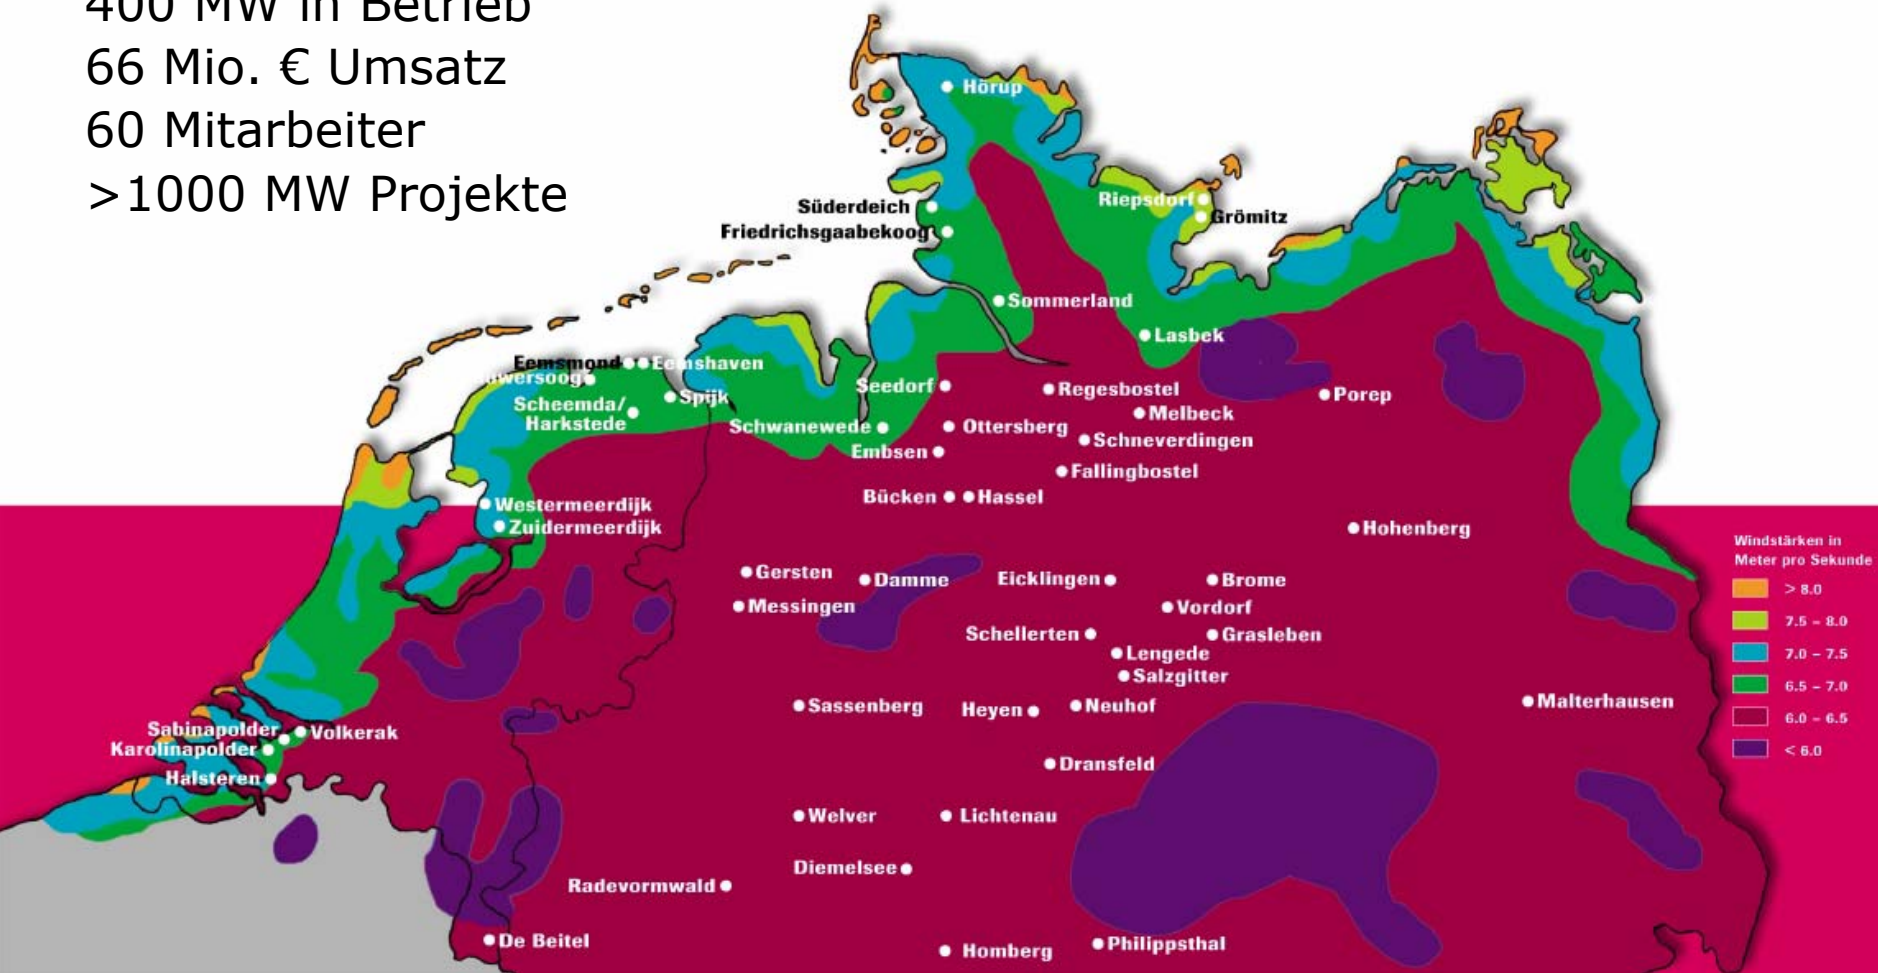 400 MW in Betrieb
66 Mio. € Umsatz
60 Mitarbeiter
>1000 MW Projekte
Hörup
Riepsdorf
Grömitz
Süderdeich
Friedrichsgaabekoog
Sommerland
Lasbek
Eemsmond
Eemshaven
Scheemda/
Harkstede
Spijk
Seedorf
Regesbostel
Porep
Melbeck
Schwanewede
Ottersberg
Schneverdingen
Embsen
Fallingbostel
Bücken
Hassel
Westermeerdijk
Zuidermeerdijk
Hohenberg
Gersten
Damme
Eicklingen
Brome
Messingen
Vordorf
Schellerten
Grasleben
Lengede
Salzgitter
Sassenberg
Heyen
Neuhof
Malterhausen
Sabinapolder
Volkerak
Karolinapolder
Halsteren
Dransfeld
Welver
Lichtenau
Diemelsee
Radevormwald
De Beitel
Homberg
Philippsthal
Windstärken in
Meter pro Sekunde
> 8.0
7.5 – 8.0
7.0 – 7.5
6.5 – 7.0
6.0 – 6.5
< 6.0